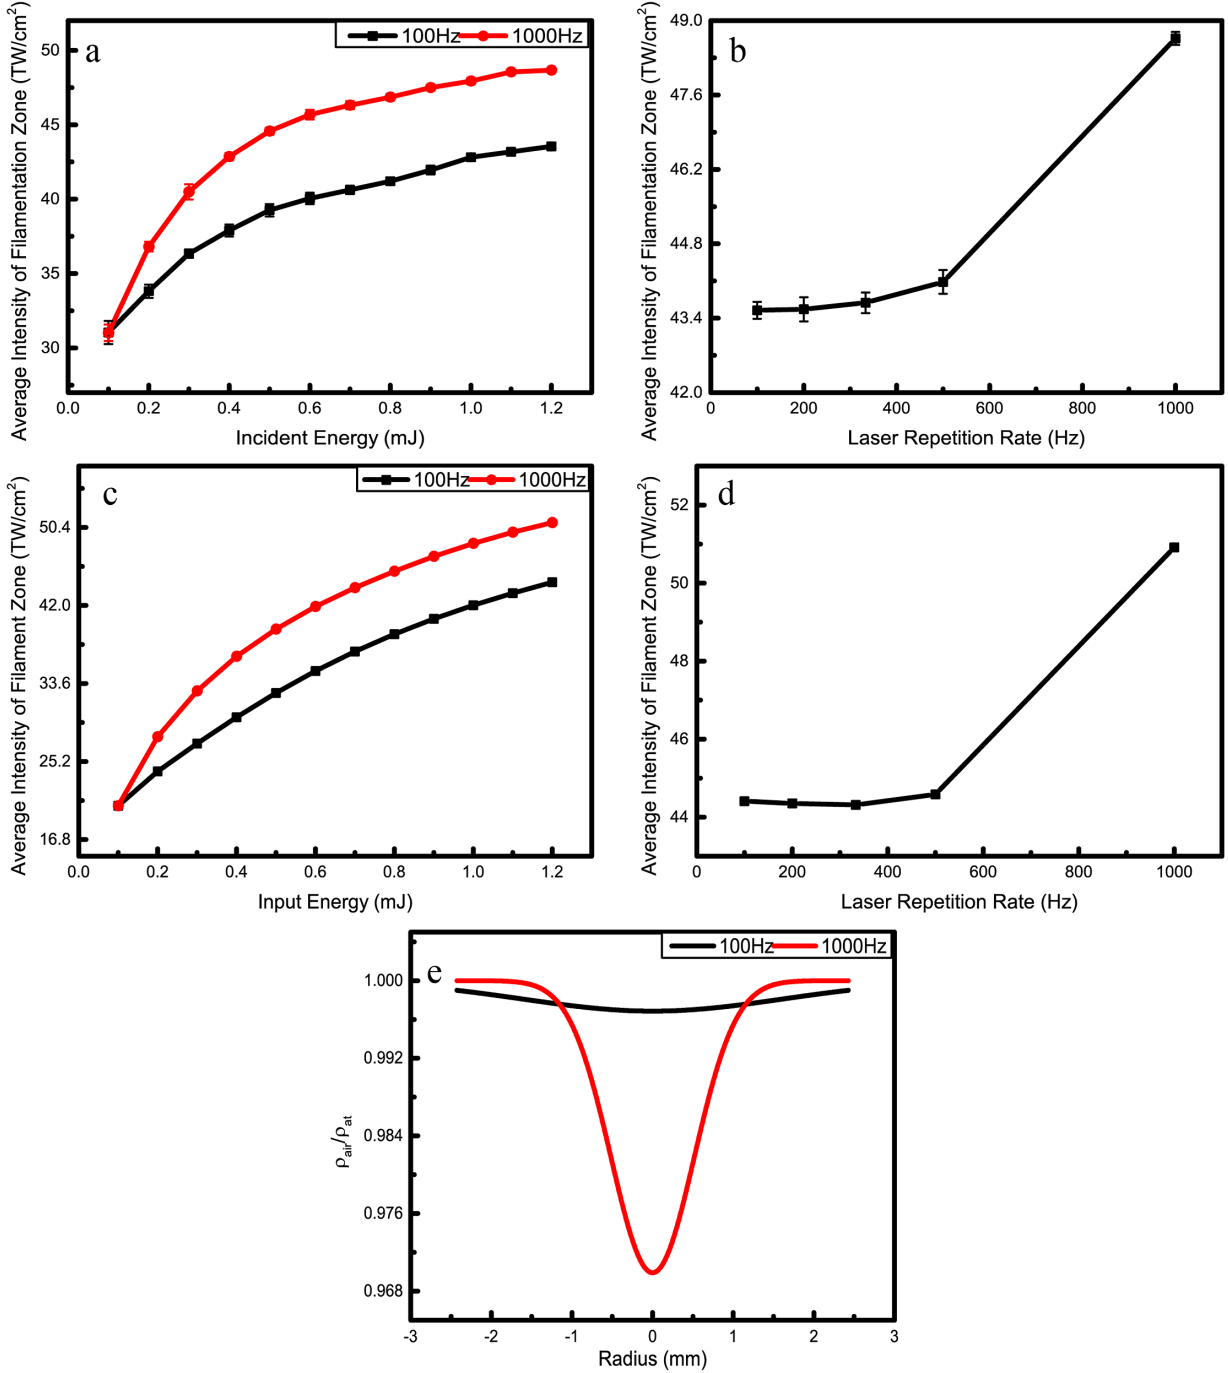 a
100Hz 1000Hz
Average Intensity of Filamentation Zone (TW/cm²)
50
45
40
35
30
0.0 0.2 0.4 0.6 0.8 1.0 1.2
Incident Energy (mJ)
b
Average Intensity of Filamentation Zone (TW/cm²)
49.0
47.6
46.2
44.8
43.4
42.0
0 200 400 600 800 1000
Laser Repetition Rate (Hz)
c
100Hz 1000Hz
Average Intensity of Filament Zone (TW/cm²)
50.4
42.0
33.6
25.2
16.8
0.0 0.2 0.4 0.6 0.8 1.0 1.2
Input Energy (mJ)
d
Average Intensity of Filament Zone (TW/cm²)
52
50
48
46
44
0 200 400 600 800 1000
Laser Repetition Rate (Hz)
e
100Hz 1000Hz
ρair/ρat
1.000
0.992
0.984
0.976
0.968
-3 -2 -1 0 1 2 3
Radius (mm)